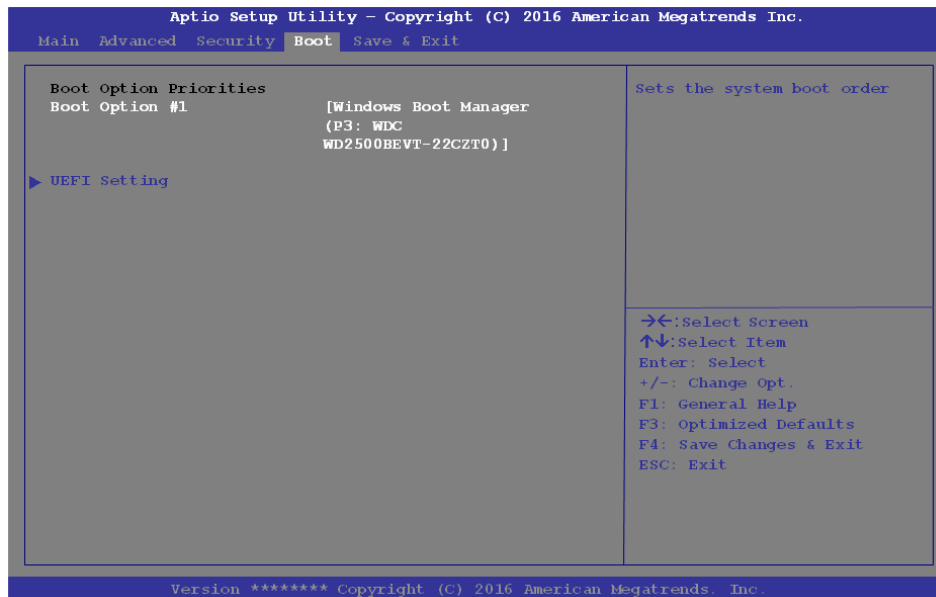 Aptio Setup Utility – Copyright (C) 2016 American Megatrends Inc.
Main Advanced Security Boot Save & Exit
Boot Option Priorities
Boot Option #1 [Windows Boot Manager
(P3: WDC
WD2500BEVT-22CZT0)]
▶ UEFI Setting
Sets the system boot order
→←:Select Screen
↑↓:Select Item
Enter: Select
+/-: Change Opt.
F1: General Help
F3: Optimized Defaults
F4: Save Changes & Exit
ESC: Exit
Version ******** Copyright (C) 2016 American Megatrends. Inc.